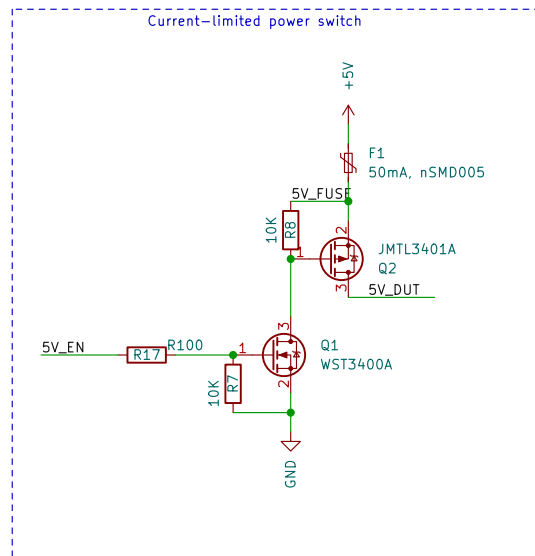 Current-limited power switch
+5V
F1
50mA, nSMD005
5V_FUSE
10K
R8
1
2
3
JMTL3401A
Q2
5V_DUT
5V_EN
R17
R100
1
3
2
Q1
WST3400A
10K
R7
GND